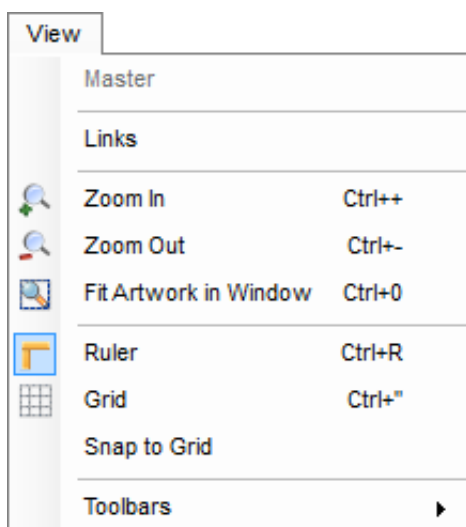 View
Master
Links
Zoom In Ctrl++
Zoom Out Ctrl+-
Fit Artwork in Window Ctrl+0
Ruler Ctrl+R
Grid Ctrl+"
Snap to Grid
Toolbars